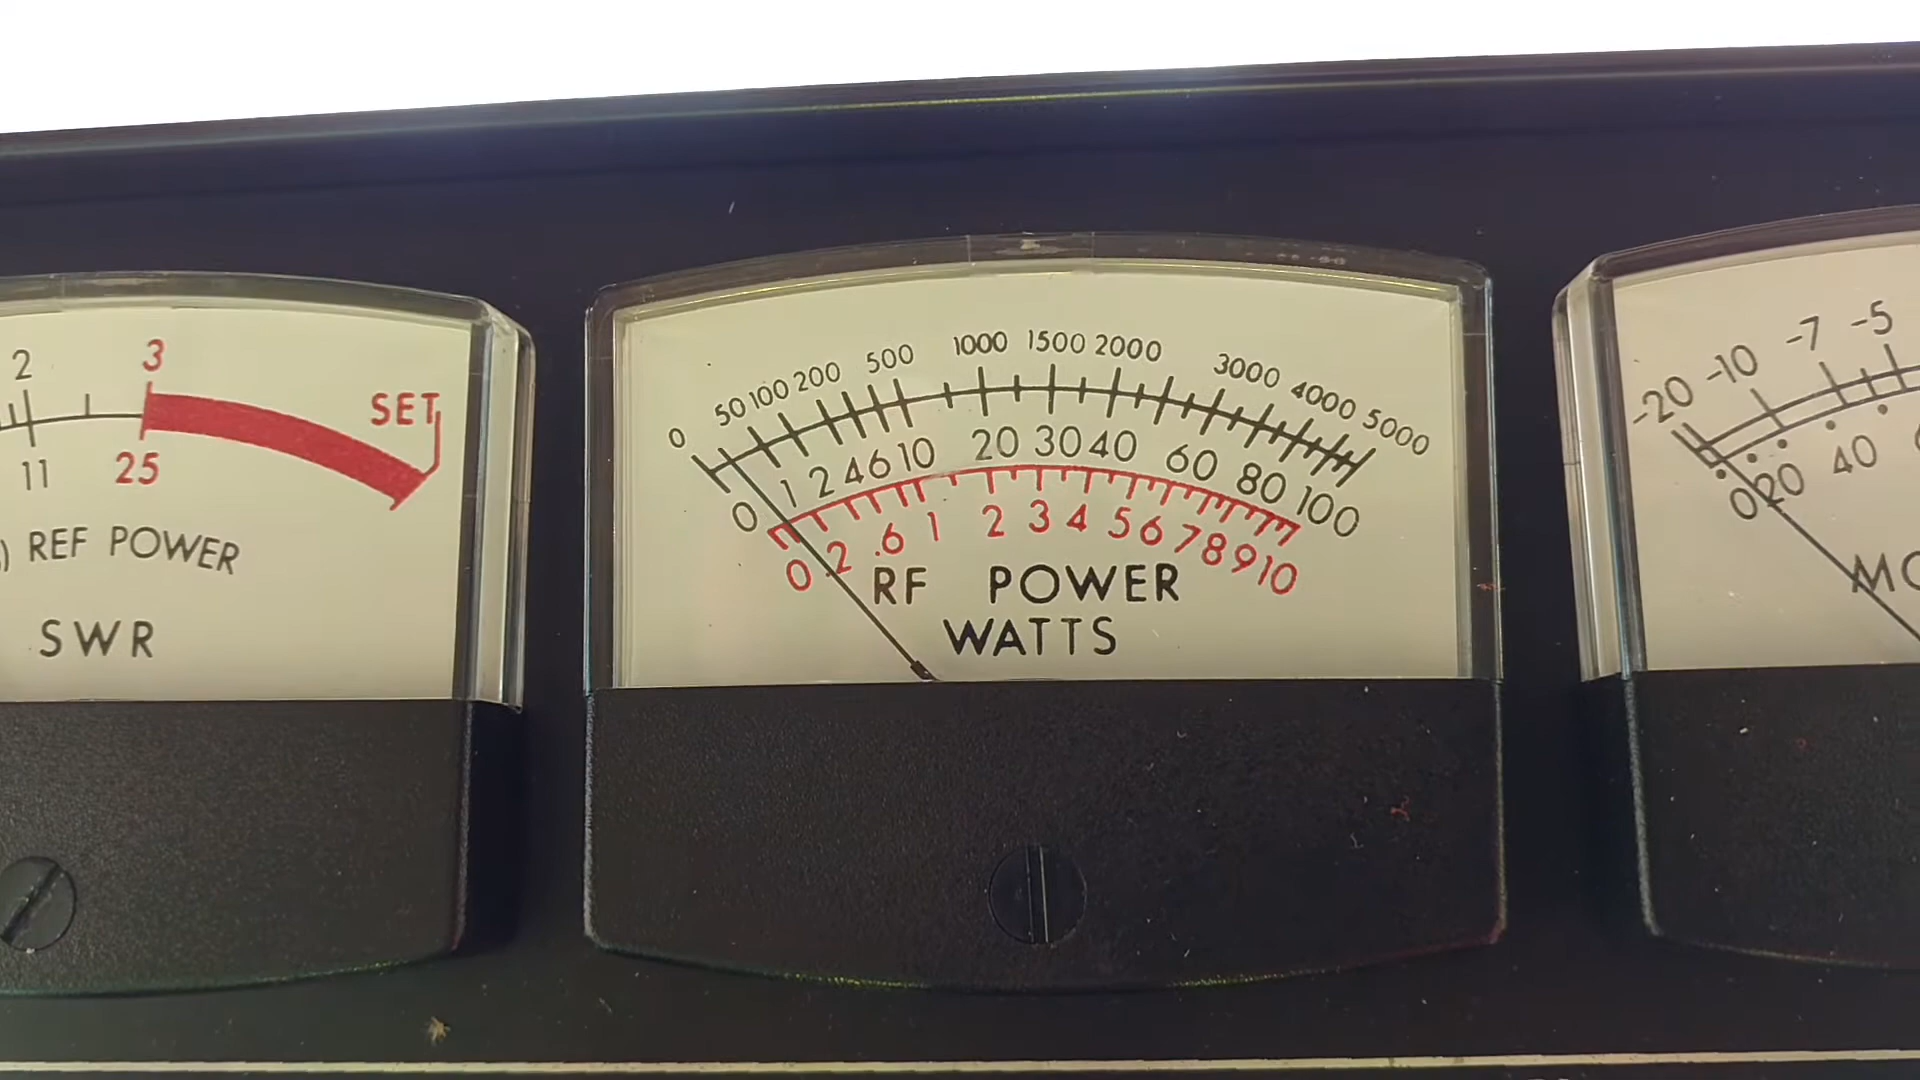 2 3 SET
11 25
) REF POWER
SWR
0 50 100 200 500 1000 1500 2000 3000 4000 5000
0 1 2 4 6 10 20 30 40 60 80 100
0 .2 .6 1 2 3 4 5 6 7 8 9 10
RF POWER
WATTS
-20 -10 -7 -5
0 20 40